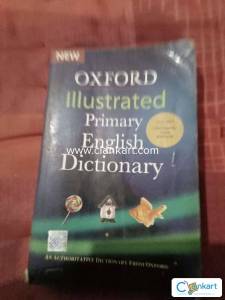 NEW
OXFORD
Illustrated
Primary
English
www.clankart.com
Dictionary
AN AUTHORITATIVE DICTIONARY FROM OXFORD
Clankart